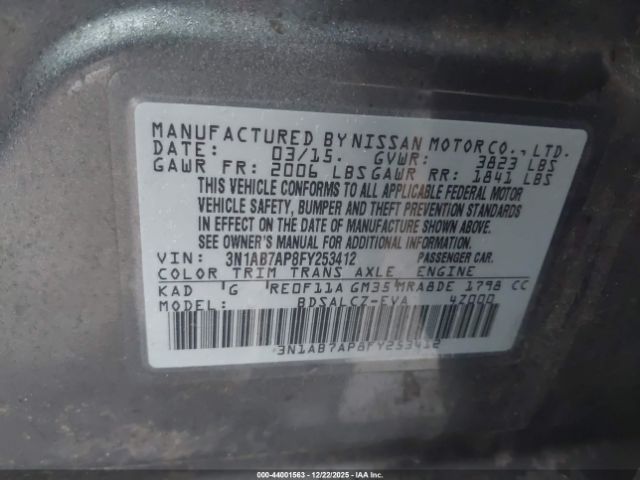 MANUFACTURED BY NISSAN MOTOR CO., LTD.
DATE: 03/15. GVWR: 3823 LBS
GAWR FR: 2006 LBS GAWR RR: 1841 LBS
THIS VEHICLE CONFORMS TO ALL APPLICABLE FEDERAL MOTOR
VEHICLE SAFETY, BUMPER AND THEFT PREVENTION STANDARDS
IN EFFECT ON THE DATE OF MANUFACTURE SHOWN ABOVE.
SEE OWNER'S MANUAL FOR ADDITIONAL INFORMATION.
VIN: 3N1AB7AP8FY253412 PASSENGER CAR.
COLOR TRIM TRANS AXLE ENGINE
KAD G RE0F11A GM35 MRA8DE 1798 CC
MODEL: BDSALCZ-EVA 4Z000
3N1AB7AP8FY253412
000-44001563 | 12/22/2025 - IAAI.COM